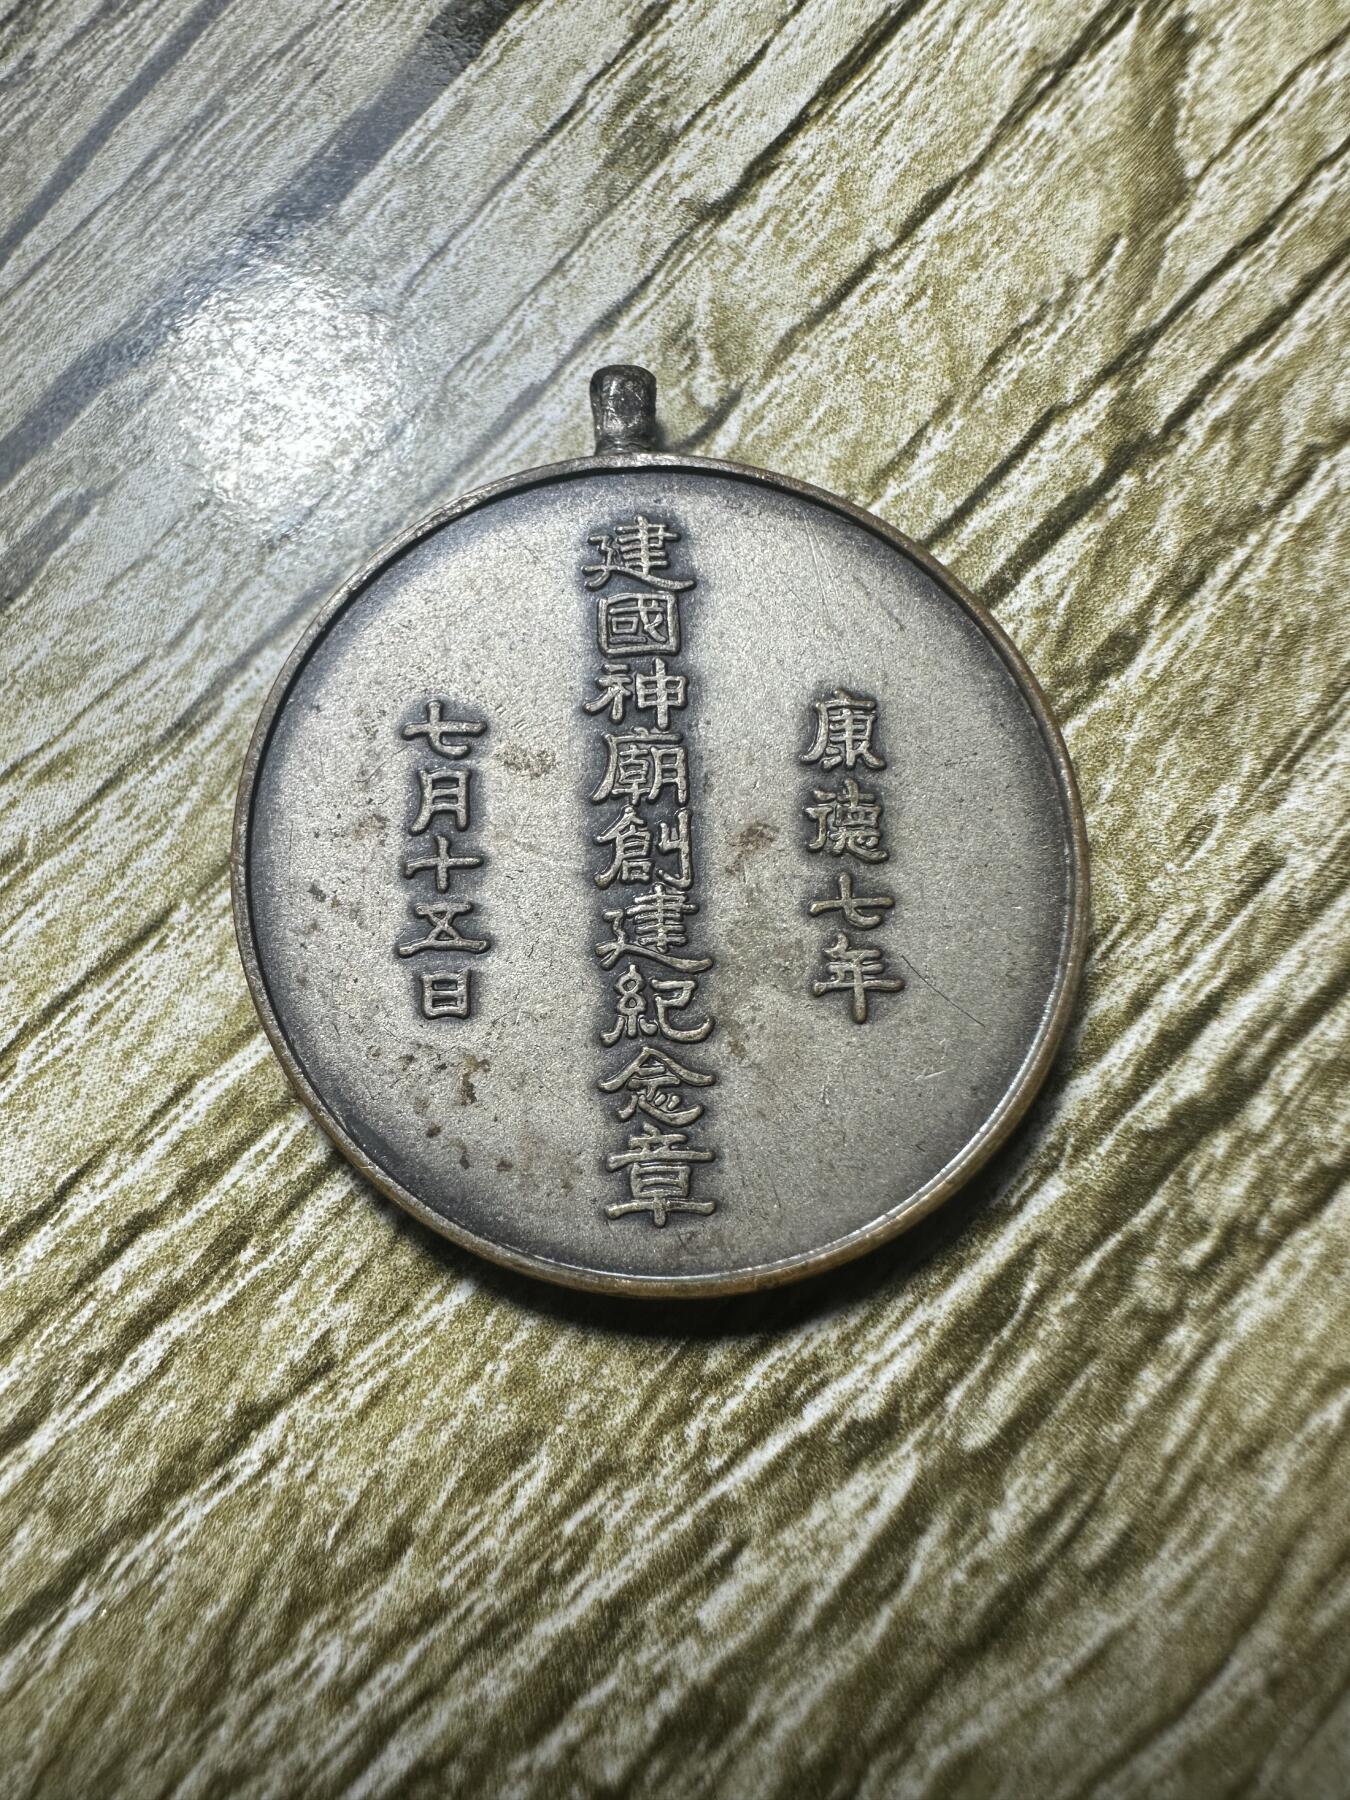 康德七年
建國神廟創建紀念章
七月十五日